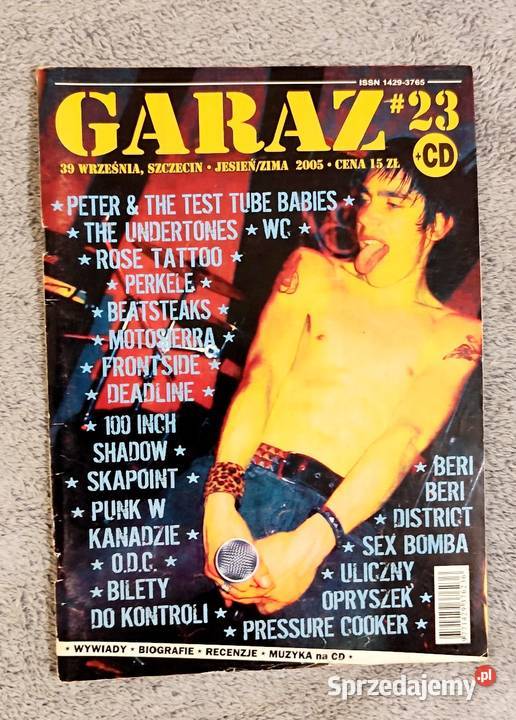 ISSN 1429-3765
GARAZ #23
39 WRZEŚNIA, SZCZECIN • JESIEŃ/ZIMA 2005 • CENA 15 ZŁ
+CD
★ PETER & THE TEST TUBE BABIES ★
★ THE UNDERTONES ★ WC ★
★ ROSE TATTOO ★
★ PERKELE ★
★ BEATSTEAKS ★
★ MOTOSIERRA ★
★ FRONTSIDE ★
★ DEADLINE ★
★ 100 INCH
SHADOW ★
★ SKAPOINT ★
★ PUNK W
KANADZIE ★
★ O.D.C. ★
★ BILETY
DO KONTROLI ★
★ BERI
BERI
★ DISTRICT
★ SEX BOMBA
★ ULICZNY
OPRYSZEK ★
★ PRESSURE COOKER ★
• WYWIADY • BIOGRAFIE • RECENZJE • MUZYKA na CD •
Sprzedajemy.pl